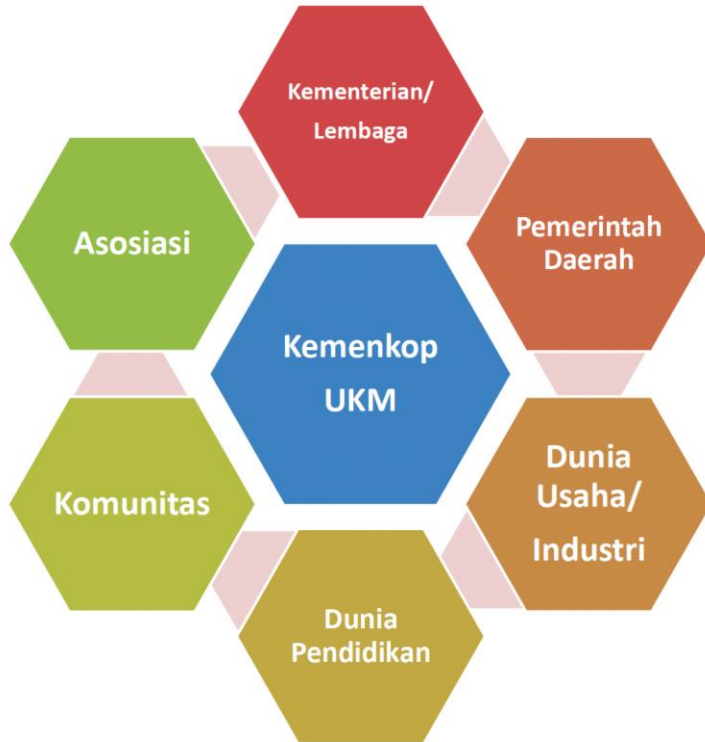 Kementerian/
Lembaga
Pemerintah
Daerah
Dunia
Usaha/
Industri
Dunia
Pendidikan
Komunitas
Asosiasi
Kemenkop
UKM